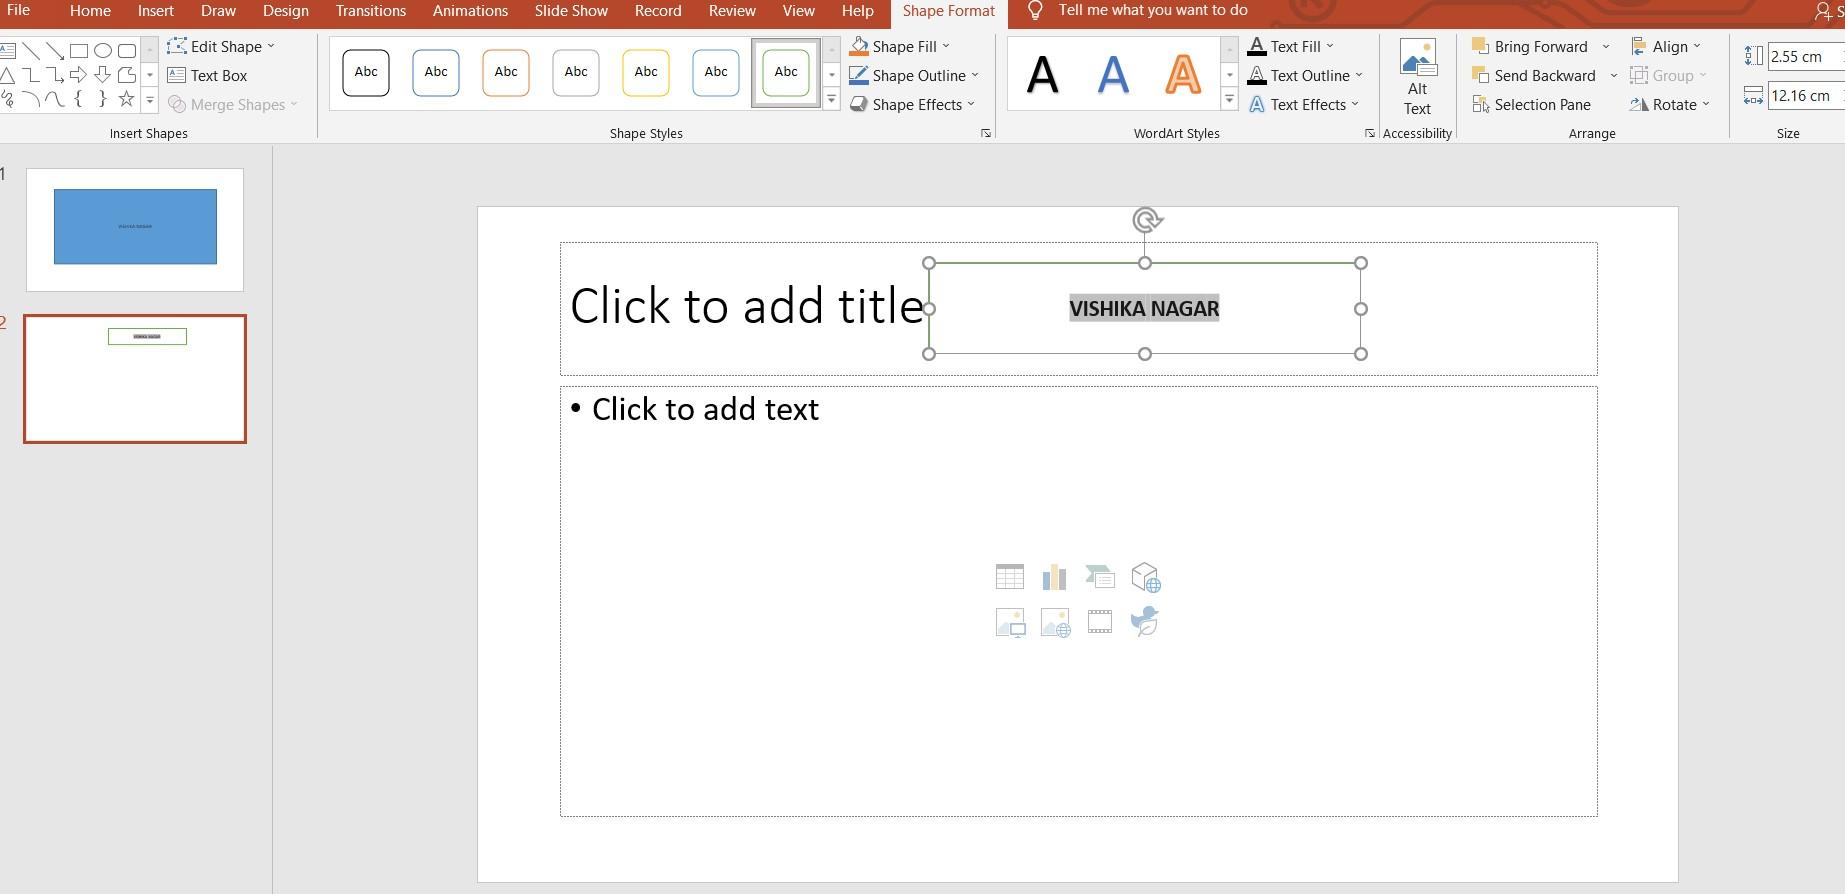 File Home Insert Draw Design Transitions Animations Slide Show Record Review View Help Shape Format Tell me what you want to do S
Edit Shape
Text Box
Merge Shapes
Insert Shapes
Abc Abc Abc Abc Abc Abc Abc
Shape Fill
Shape Outline
Shape Effects
Shape Styles
A A A
Text Fill
Text Outline
Text Effects
WordArt Styles
Alt
Text
Accessibility
Bring Forward
Send Backward
Selection Pane
Align
Group
Rotate
Arrange
2.55 cm
12.16 cm
Size
1
VISHIKA NAGAR
2
VISHIKA NAGAR
Click to add title
VISHIKA NAGAR
• Click to add text